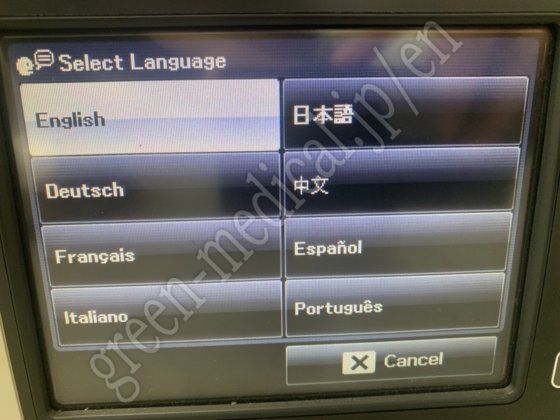 Select Language
English
日本語
Deutsch
中文
Français
Español
Italiano
Português
Cancel
green-medical.jp/en